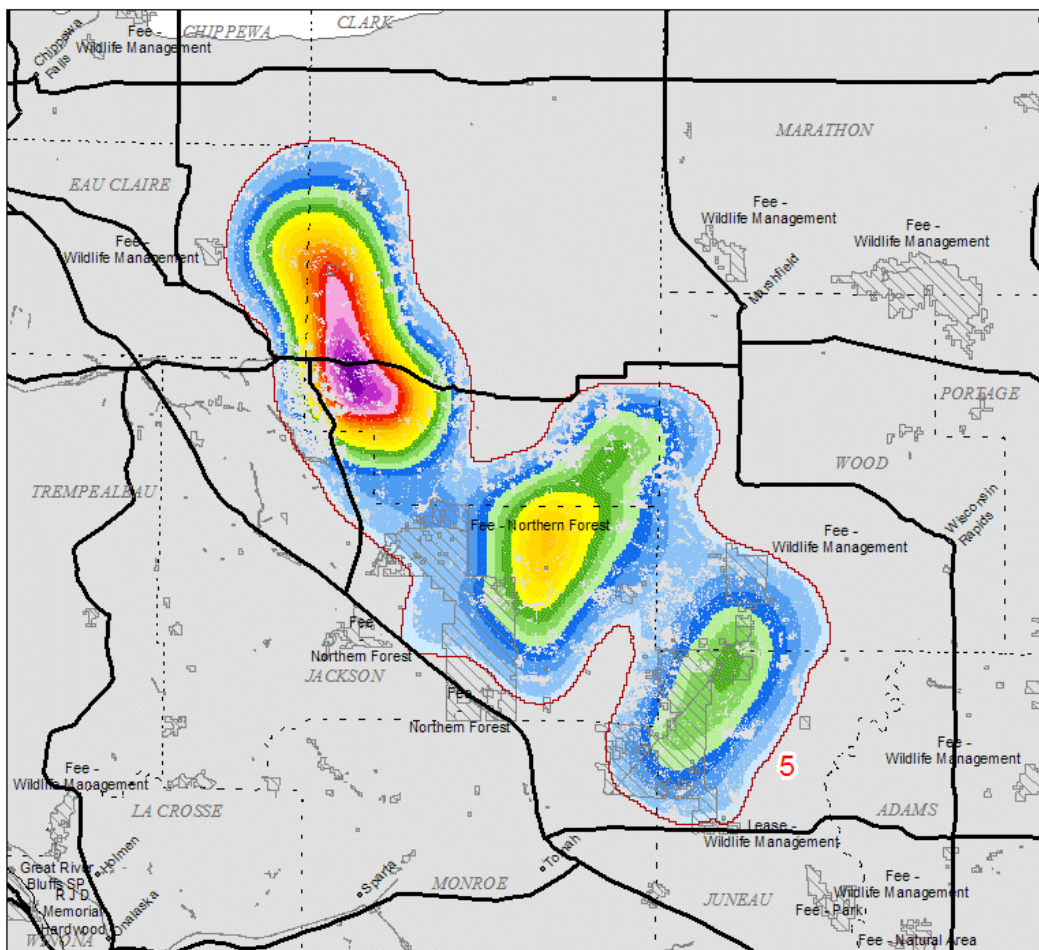 CLARK
CHIPPEWA
Fee -
Wildlife Management
Chippewa
Falls
MARATHON
EAU CLAIRE
Fee -
Wildlife Management
Fee -
Wildlife Management
Fee -
Wildlife Management
Marshfield
PORTAGE
WOOD
TREMPEALEAU
Fee - Northern Forest
Wisconsin
Rapids
Fee -
Wildlife Management
Fee
Northern Forest
JACKSON
Fee
Northern Forest
Fee -
Wildlife Management
5
Fee -
Wildlife Management
LA CROSSE
ADAMS
Lease -
Wildlife Management
Tomah
Holmen
Great River
Bluffs SP
R J D
Memorial
Hardwood
Onalaska
Sparta
MONROE
JUNEAU
Fee -
Wildlife Management
Fee - Park
WINONA
Fee - Natural Area